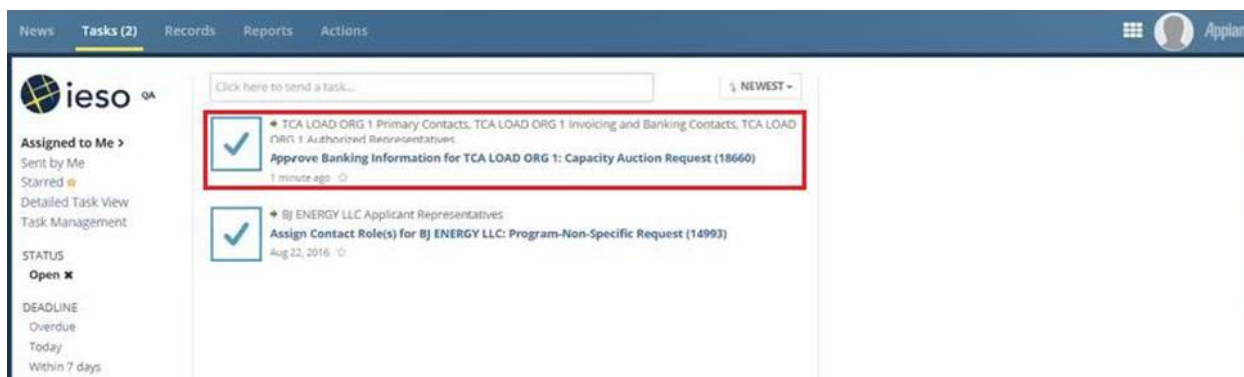 News Tasks (2) Records Reports Actions Appian
ieso QA
Assigned to Me >
Sent by Me
Starred
Detailed Task View
Task Management
STATUS
Open ✖
DEADLINE
Overdue
Today
Within 7 days
Click here to send a task...
NEWEST
TCA LOAD ORG 1 Primary Contacts, TCA LOAD ORG 1 Invoicing and Banking Contacts, TCA LOAD
ORG 1 Authorized Representatives
Approve Banking Information for TCA LOAD ORG 1: Capacity Auction Request (18660)
1 minute ago
BJ ENERGY LLC Applicant Representatives
Assign Contact Role(s) for BJ ENERGY LLC: Program-Non-Specific Request (14993)
Aug 22, 2016